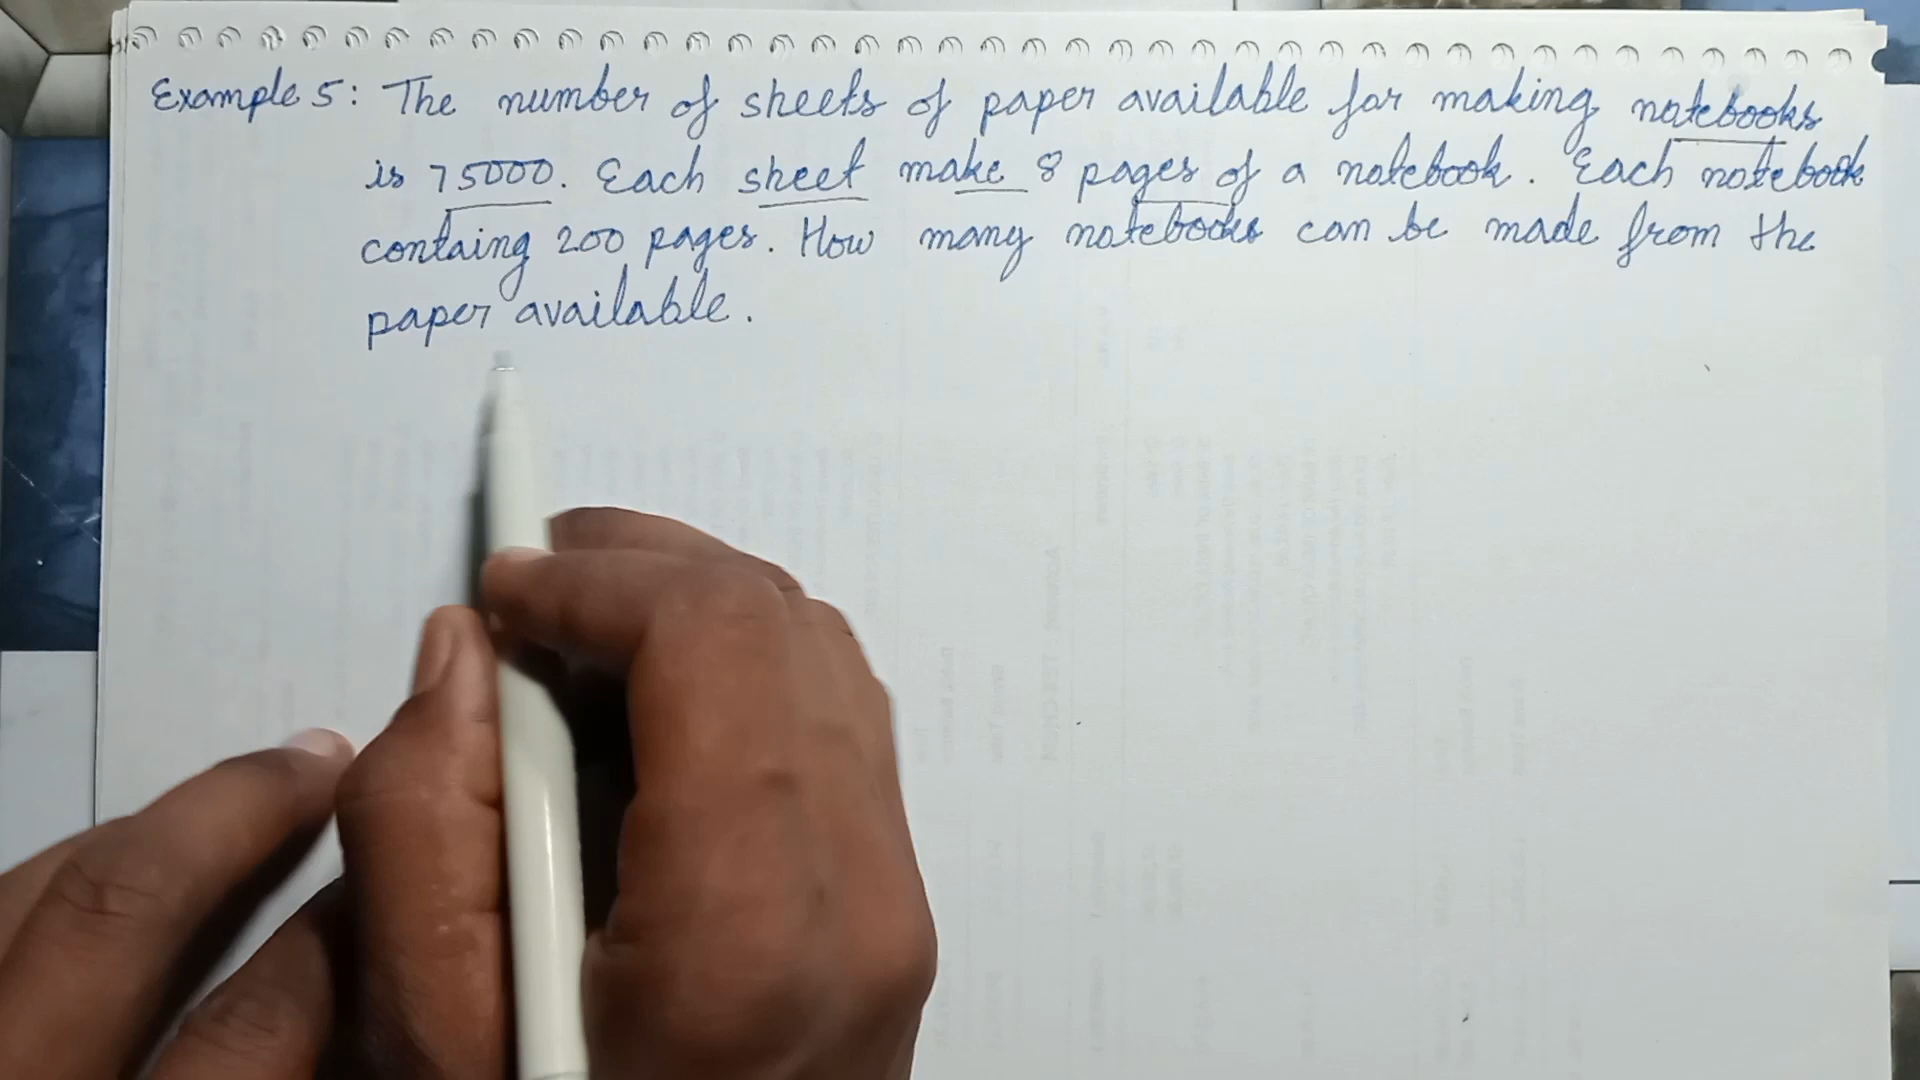 Example 5: The number of sheets of paper available for making notebooks
is 75000. Each sheet make 8 pages of a notebook. Each notebook
containg 200 pages. How many notebooks can be made from the
paper available.